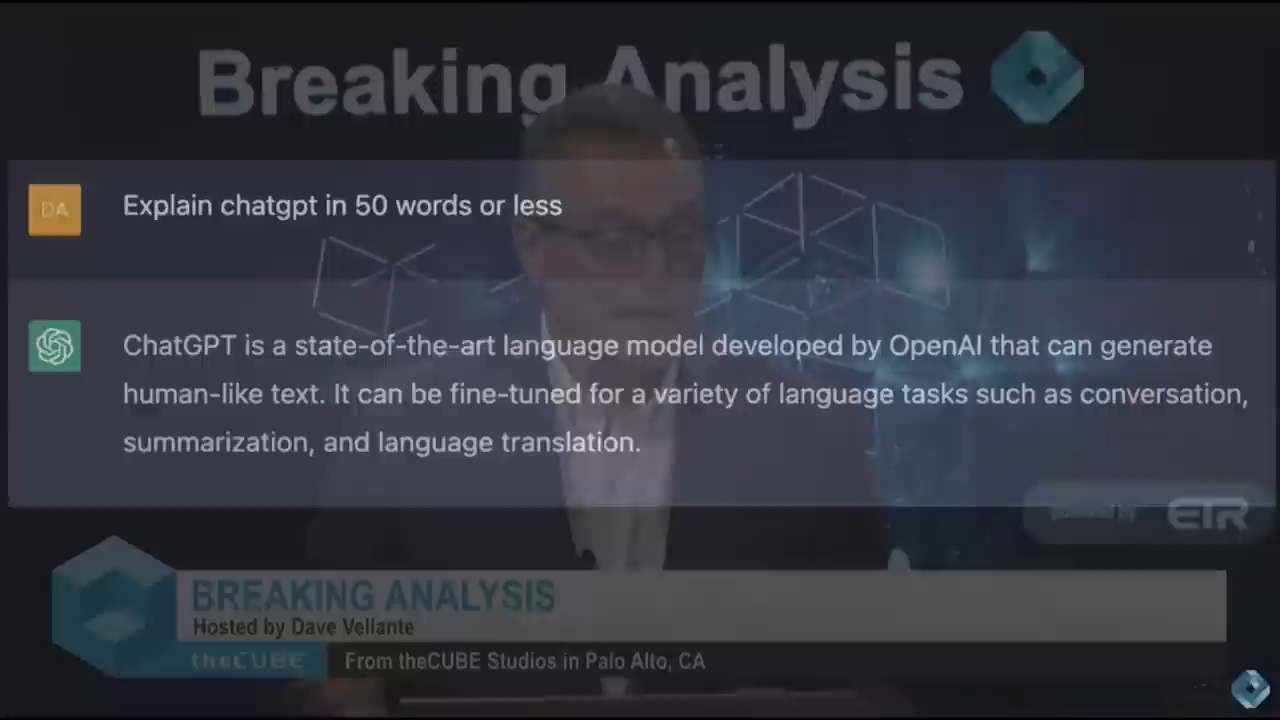 Breaking Analysis
DA
Explain chatgpt in 50 words or less
ChatGPT is a state-of-the-art language model developed by OpenAI that can generate
human-like text. It can be fine-tuned for a variety of language tasks such as conversation,
summarization, and language translation.
powered by ETR
BREAKING ANALYSIS
Hosted by Dave Vellante
theCUBE From theCUBE Studios in Palo Alto, CA